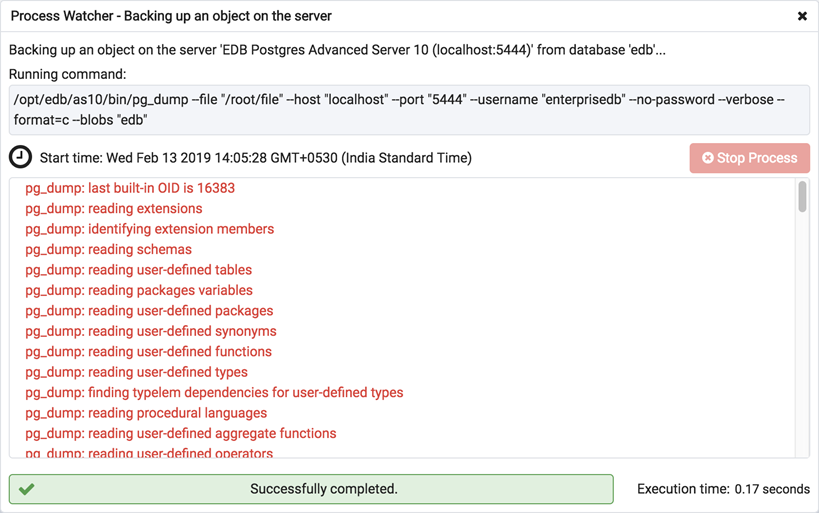 Process Watcher - Backing up an object on the server
Backing up an object on the server 'EDB Postgres Advanced Server 10 (localhost:5444)' from database 'edb'...
Running command:
/opt/edb/as10/bin/pg_dump --file "/root/file" --host "localhost" --port "5444" --username "enterprisedb" --no-password --verbose --
format=c --blobs "edb"
Start time: Wed Feb 13 2019 14:05:28 GMT+0530 (India Standard Time)
Stop Process
pg_dump: last built-in OID is 16383
pg_dump: reading extensions
pg_dump: identifying extension members
pg_dump: reading schemas
pg_dump: reading user-defined tables
pg_dump: reading packages variables
pg_dump: reading user-defined packages
pg_dump: reading user-defined synonyms
pg_dump: reading user-defined functions
pg_dump: reading user-defined types
pg_dump: finding typelem dependencies for user-defined types
pg_dump: reading procedural languages
pg_dump: reading user-defined aggregate functions
pg_dump: reading user-defined operators
Successfully completed.
Execution time: 0.17 seconds